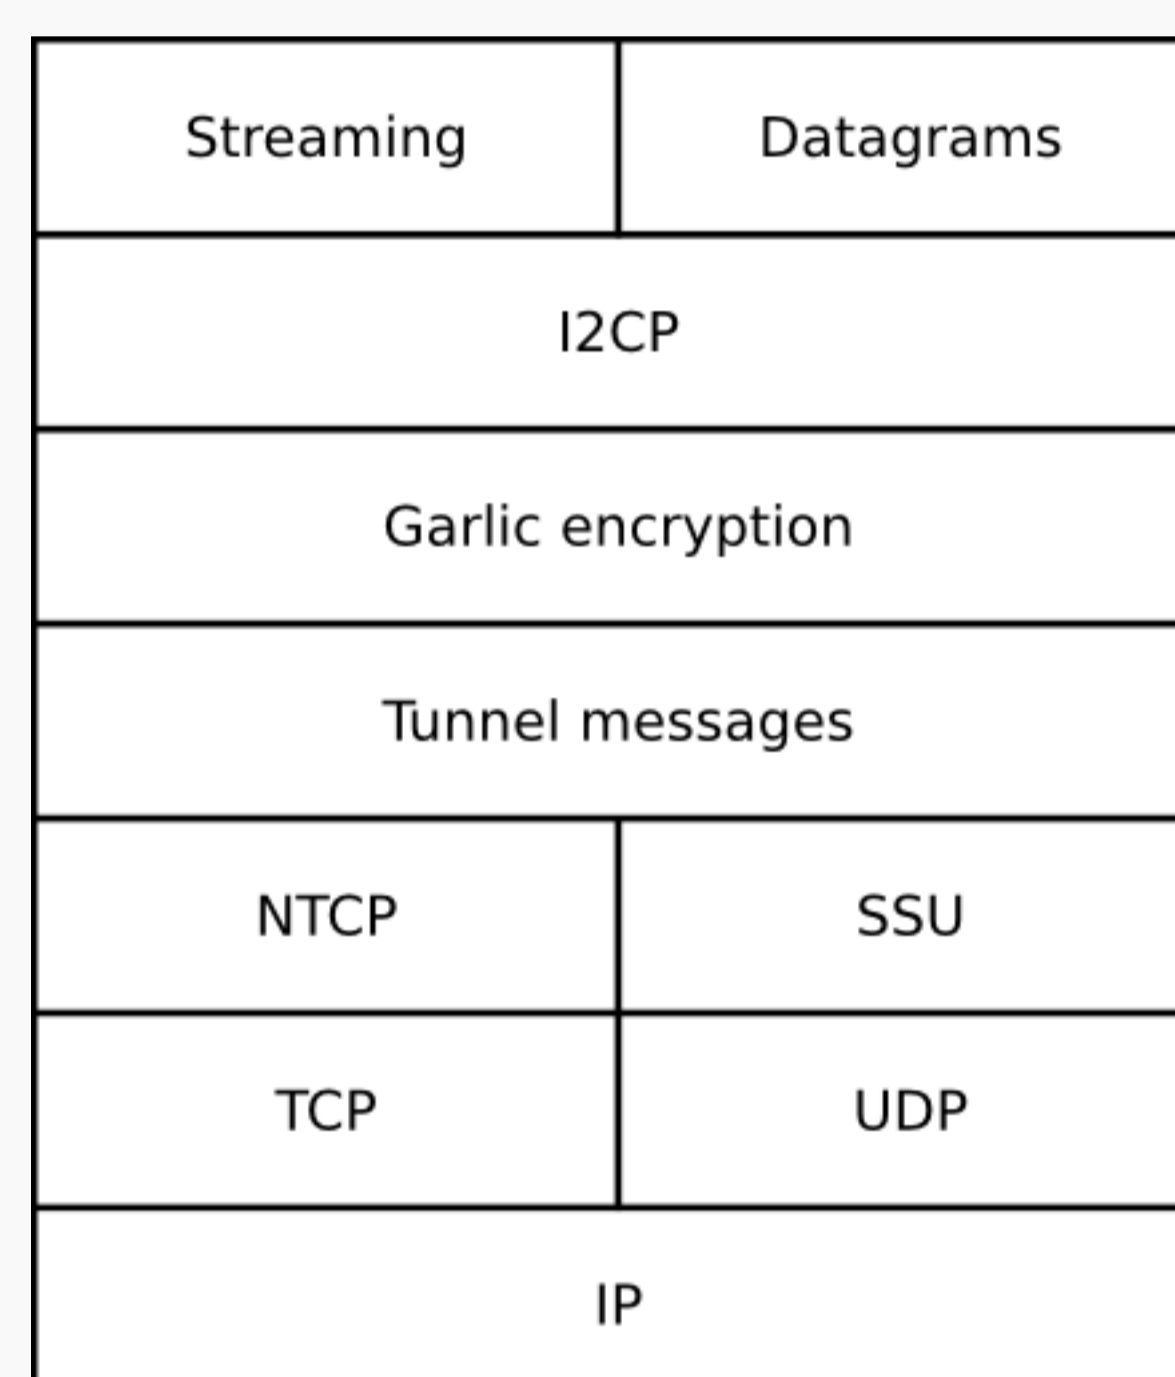 Streaming
Datagrams
I2CP
Garlic encryption
Tunnel messages
NTCP
SSU
TCP
UDP
IP